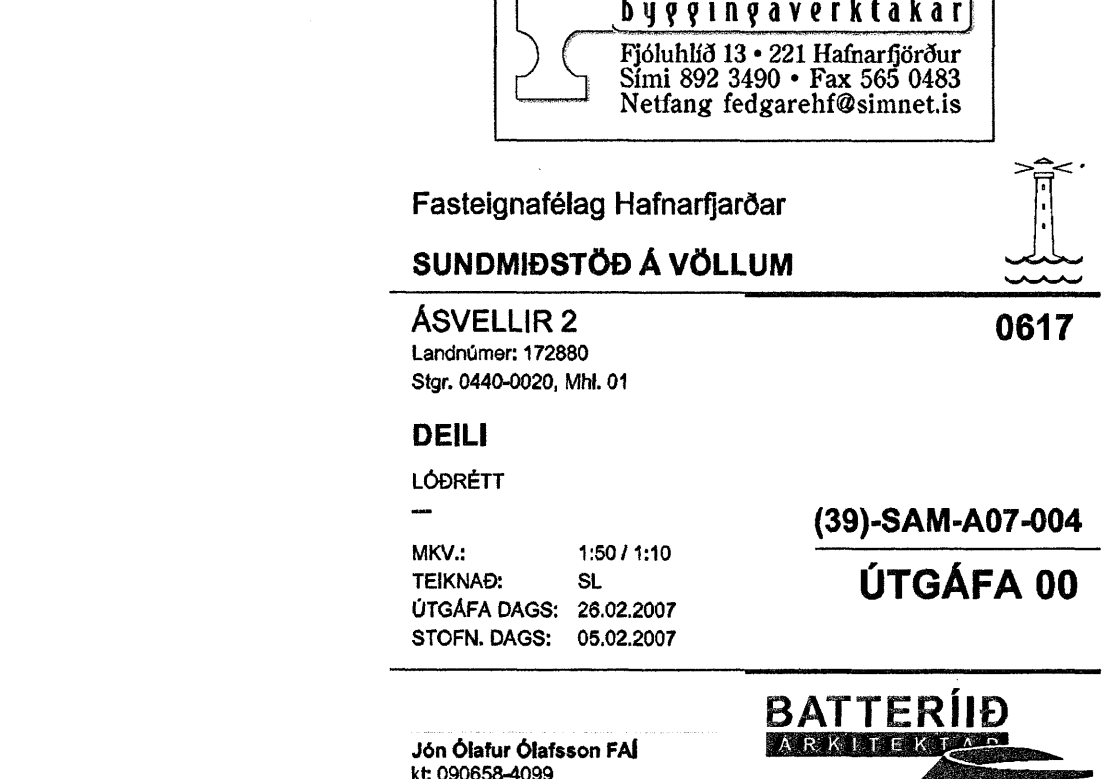 byggingaverktakar
Fjóluhlíð 13 • 221 Hafnarfjörður
Sími 892 3490 • Fax 565 0483
Netfang fedgarehf@simnet.is
Fasteignafélag Hafnarfjarðar
SUNDMIÐSTÖÐ Á VÖLLUM
ÁSVELLIR 2
0617
Landnúmer: 172880
Stgr. 0440-0020, Mhl. 01
DEILI
LÓÐRÉTT
---
(39)-SAM-A07-004
MKV.: 1:50 / 1:10
TEIKNAÐ: SL
ÚTGÁFA 00
ÚTGÁFA DAGS: 26.02.2007
STOFN. DAGS: 05.02.2007
BATTERÍIÐ
ARKITEKTAR
Jón Ólafur Ólafsson FAÍ
kt: 090658-4099